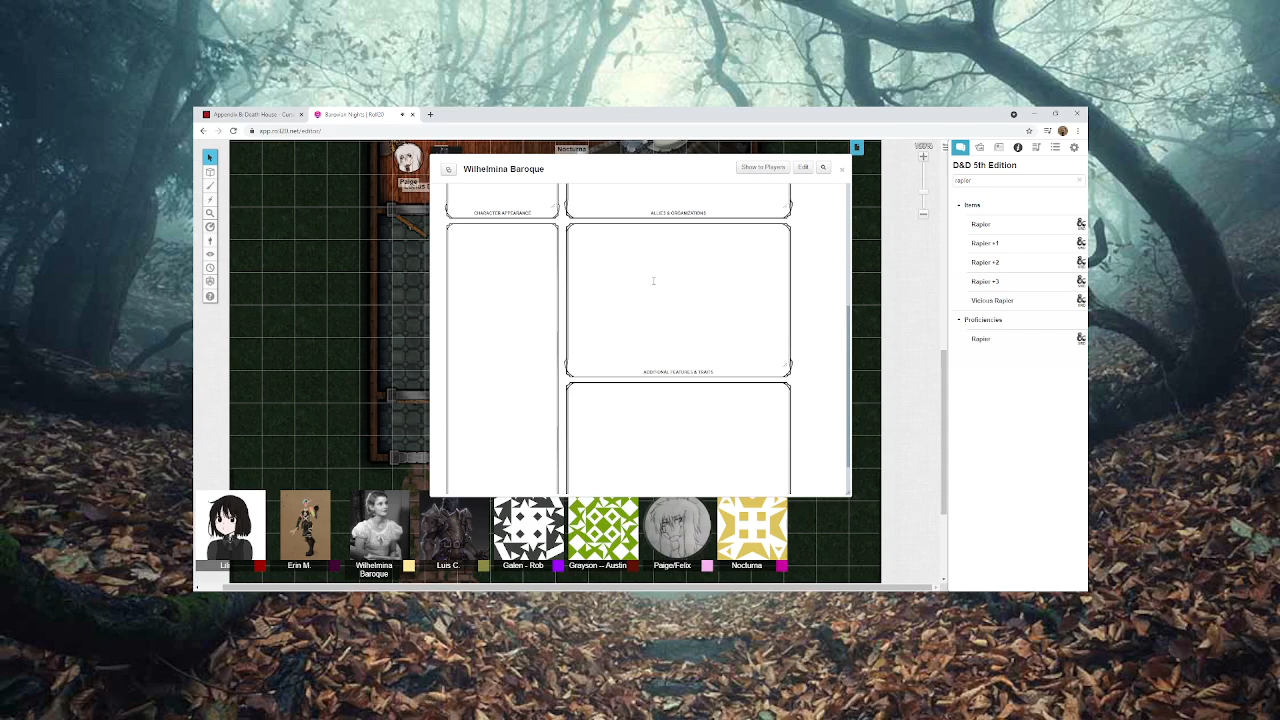 Appendix B: Death House - Curs
Barovian Nights | Roll20
app.roll20.net/editor/
Nocturna
100%
Paige
Wilhelmina Baroque
Show to Players
Edit
D&D 5th Edition
rapier
CHARACTER APPEARANCE
ALLIES & ORGANIZATIONS
Items
Rapier
Rapier +1
Rapier +2
Rapier +3
Vicious Rapier
Proficiencies
Rapier
ADDITIONAL FEATURES & TRAITS
Erin M.
Wilhelmina
Baroque
Luis C.
Galen - Rob
Grayson -- Austin
Paige/Felix
Nocturna